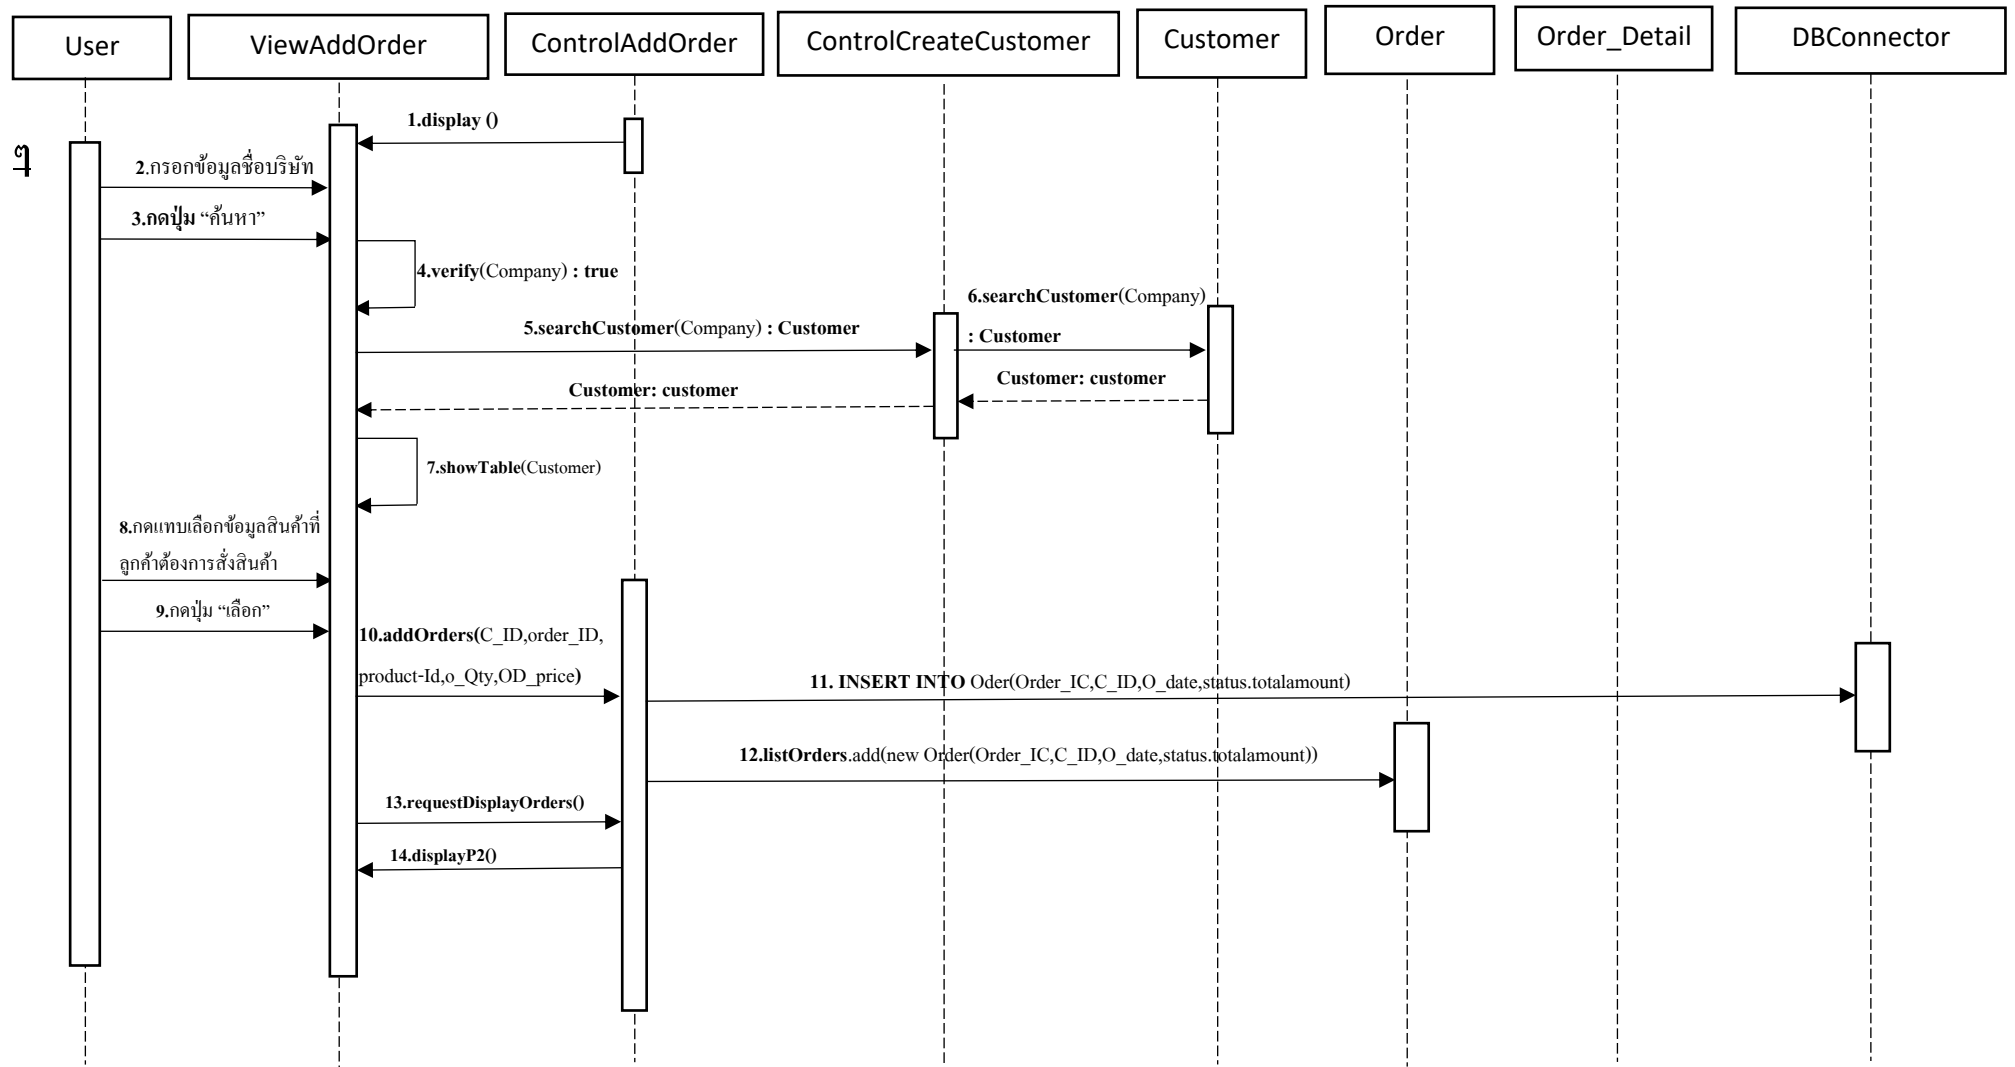 User
ViewAddOrder
ControlAddOrder
ControlCreateCustomer
Customer
Order
Order_Detail
DBConnector
1.display ()
ๆ
2.กรอกข้อมูลชื่อบริษัท
3.กดปุ่ม “ค้นหา”
4.verify(Company) : true
5.searchCustomer(Company) : Customer
6.searchCustomer(Company)
: Customer
Customer: customer
Customer: customer
7.showTable(Customer)
8.กดแทบเลือกข้อมูลสินค้าที่
ลูกค้าต้องการสั่งสินค้า
9.กดปุ่ม “เลือก”
10.addOrders(C_ID,order_ID,
product-Id,o_Qty,OD_price)
11. INSERT INTO Oder(Order_IC,C_ID,O_date,status.totalamount)
12.listOrders.add(new Order(Order_IC,C_ID,O_date,status.totalamount))
13.requestDisplayOrders()
14.displayP2()